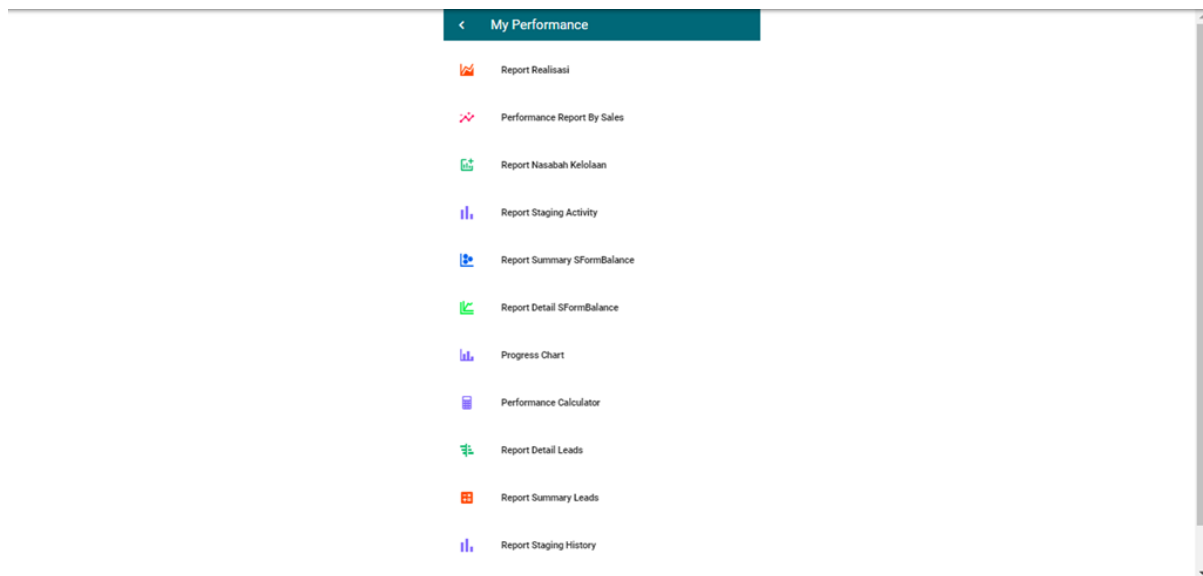 My Performance
Report Realisasi
Performance Report By Sales
Report Nasabah Kelolaan
Report Staging Activity
Report Summary SFormBalance
Report Detail SFormBalance
Progress Chart
Performance Calculator
Report Detail Leads
Report Summary Leads
Report Staging History